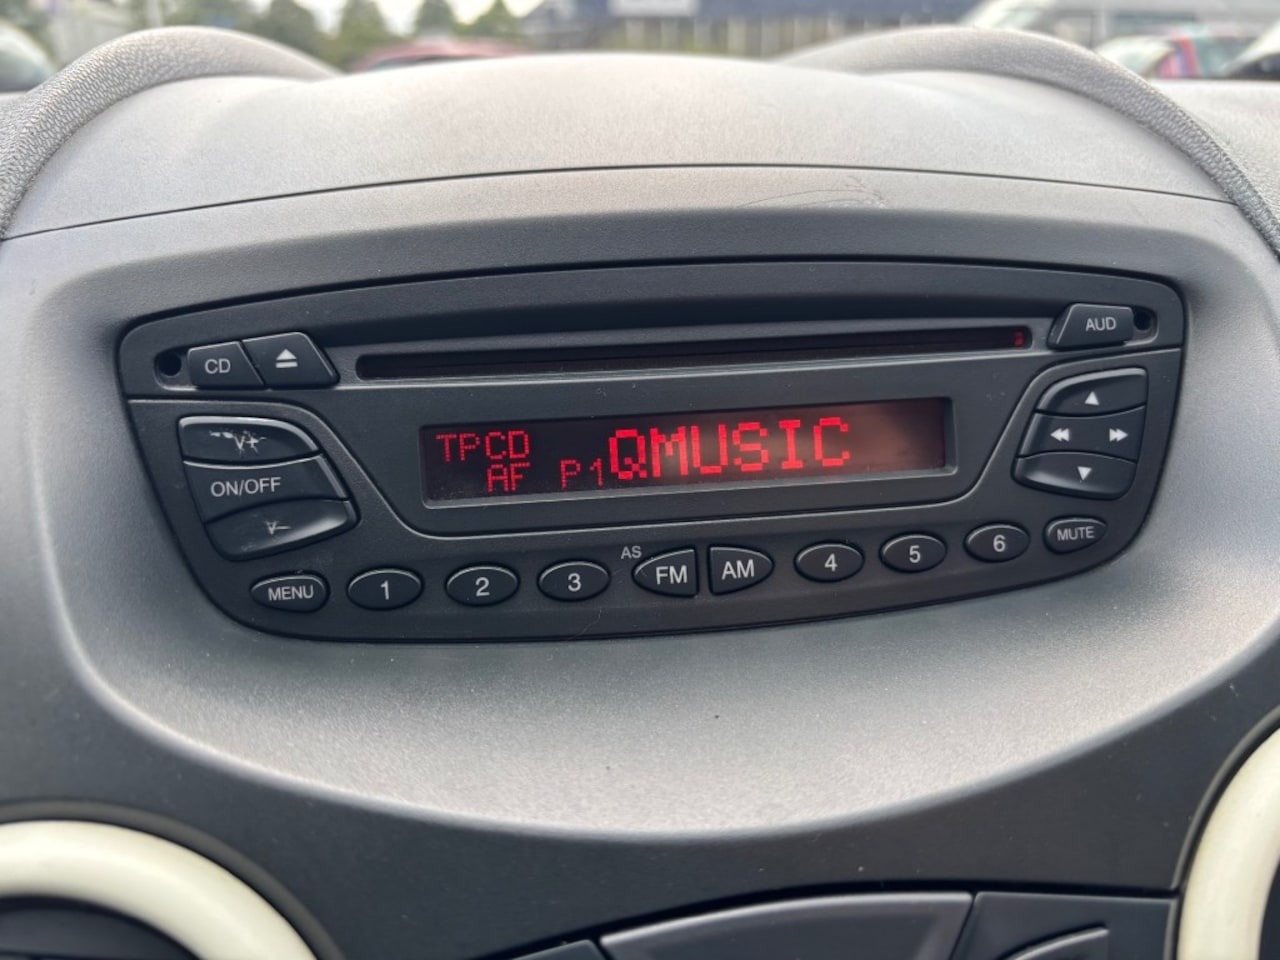 CD
AUD
V+
ON/OFF
V-
TP CD
AF P1 QMUSIC
MENU 1 2 3 AS FM AM 4 5 6 MUTE